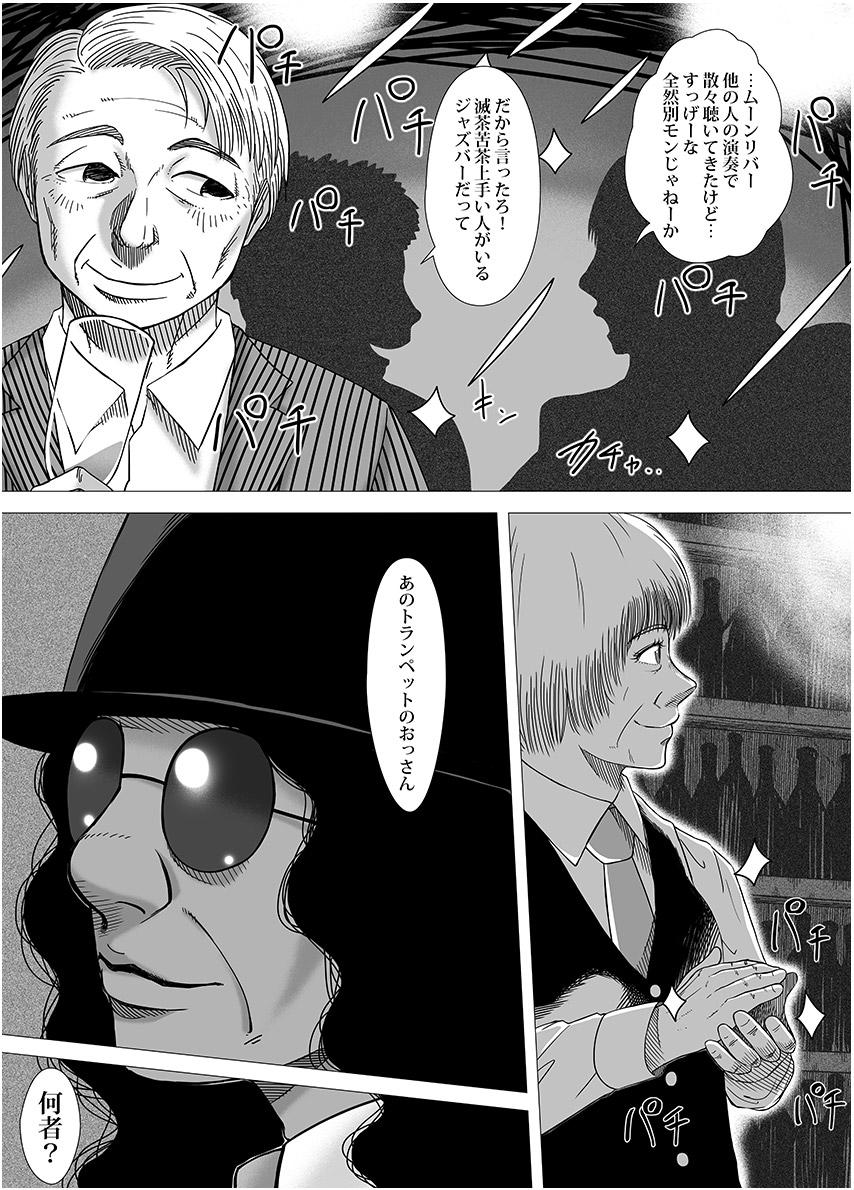 …ムーンリバー
他の人の演奏で
散々聴いてきたけど…
すっげーな
全然別モンじゃねーか
だから言ったろ！
滅茶苦茶上手い人がいる
ジャズバーだって
パチ
パチ
パチ
パチ
パチ
キン
カチャ..
パチ
パチ
パチ
あのトランペットのおっさん
何者？